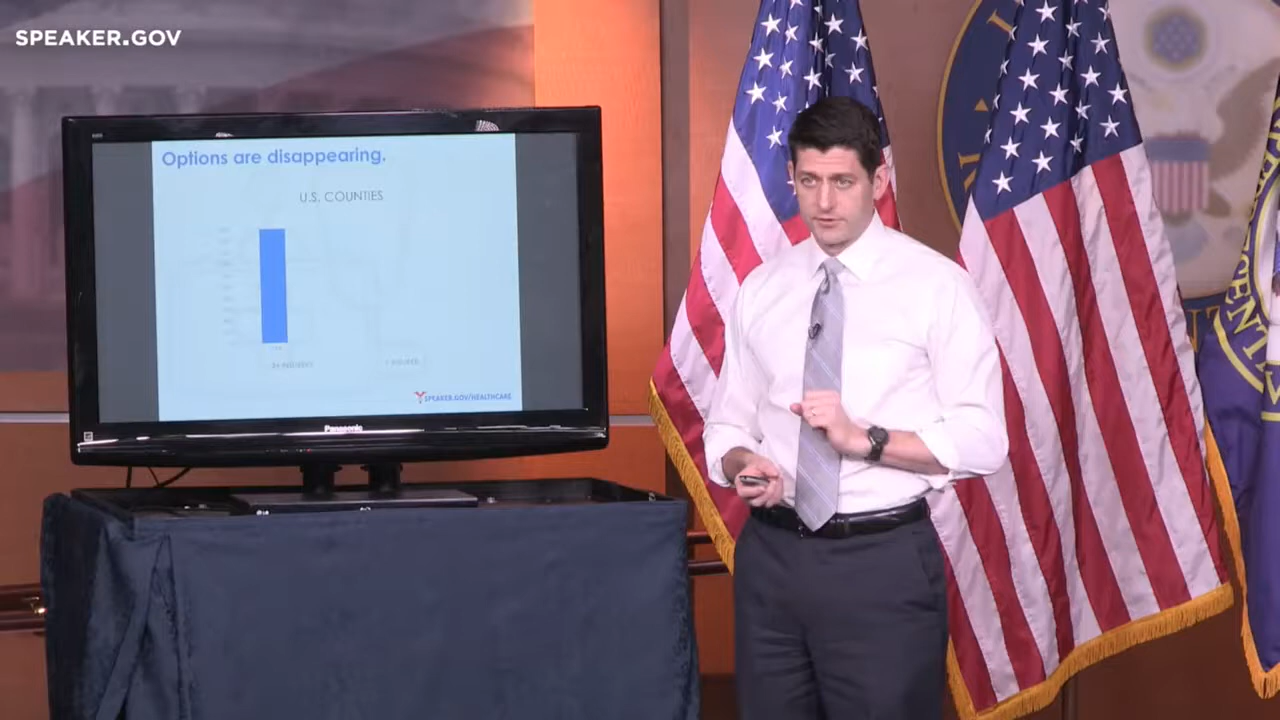 SPEAKER.GOV
Options are disappearing.
U.S. COUNTIES
SPEAKER.GOV/HEALTHCARE
Panasonic